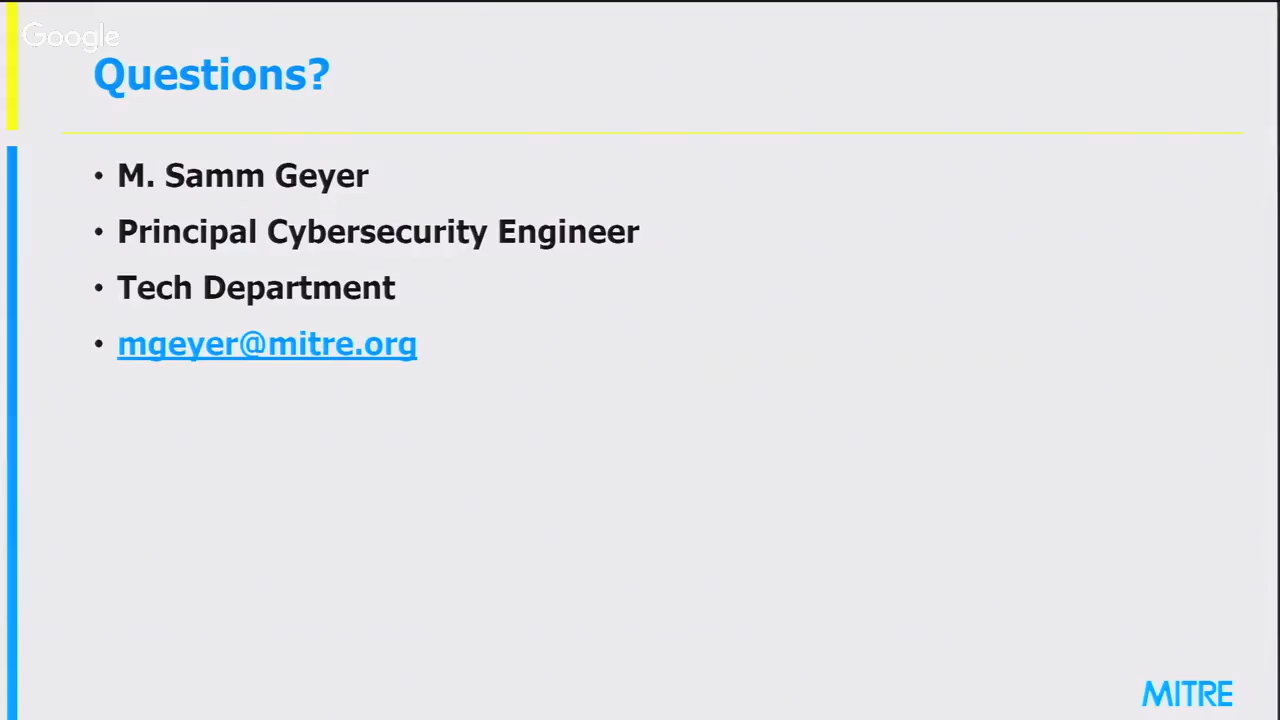 Google
Questions?
• M. Samm Geyer
• Principal Cybersecurity Engineer
• Tech Department
• mgeyer@mitre.org
MITRE